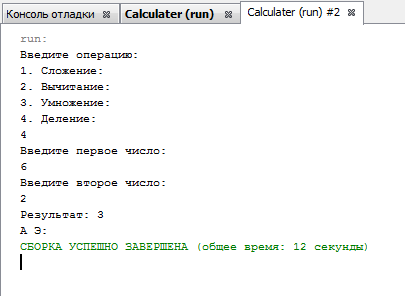 Консоль отладки Calculater (run) Calculater (run) #2
run:
Введите операцию:
1. Сложение:
2. Вычитание:
3. Умножение:
4. Деление:
4
Введите первое число:
6
Введите второе число:
2
Результат: 3
А Э:
СБОРКА УСПЕШНО ЗАВЕРШЕНА (общее время: 12 секунды)